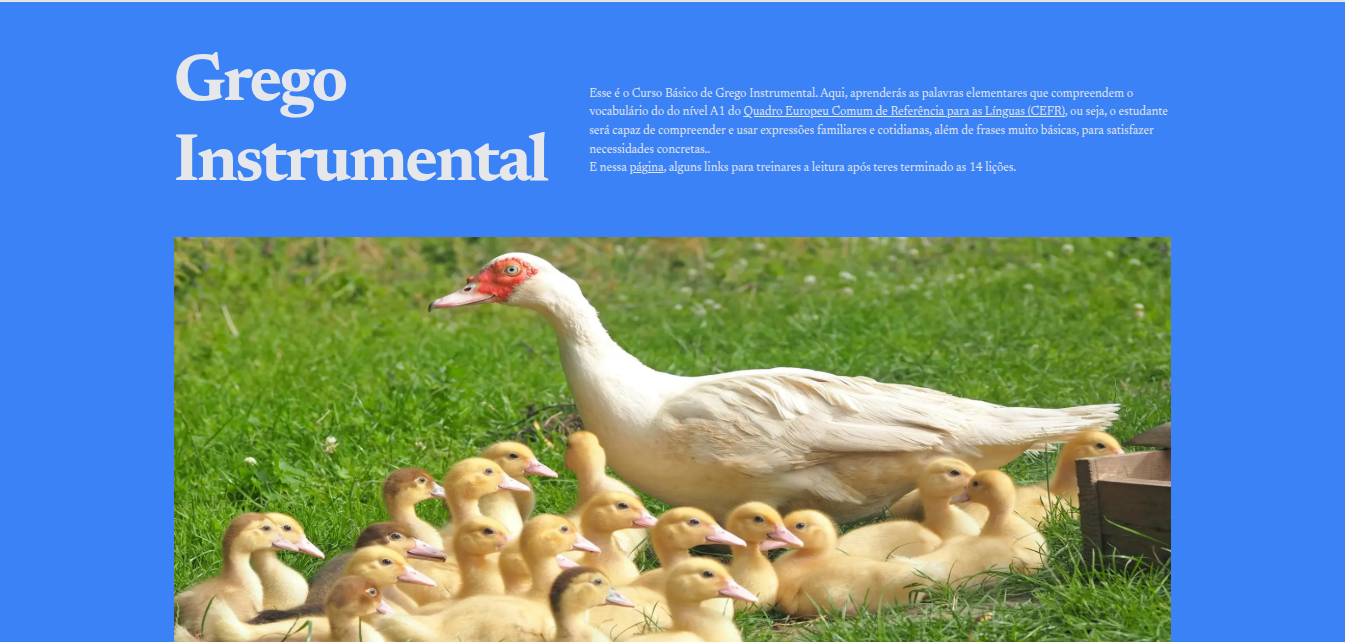 Grego
Instrumental
Esse é o Curso Básico de Grego Instrumental. Aqui, aprenderás as palavras elementares que compreendem o
vocabulário do do nível A1 do Quadro Europeu Comum de Referência para as Línguas (CEFR), ou seja, o estudante
será capaz de compreender e usar expressões familiares e cotidianas, além de frases muito básicas, para satisfazer
necessidades concretas..
E nessa página, alguns links para treinares a leitura após teres terminado as 14 lições.